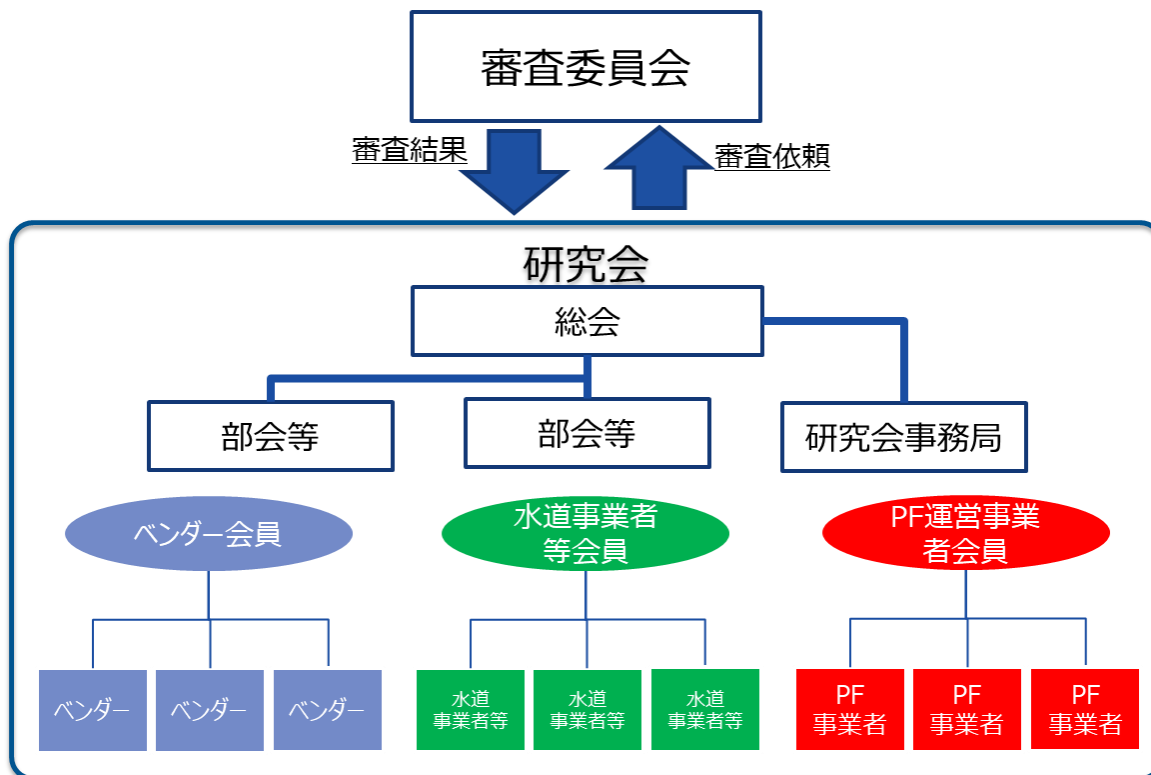 審査委員会
審査結果
審査依頼
研究会
総会
部会等
部会等
研究会事務局
ベンダー会員
水道事業者
等会員
PF運営事業
者会員
ベンダー
ベンダー
ベンダー
水道
事業者等
水道
事業者等
水道
事業者等
PF
事業者
PF
事業者
PF
事業者